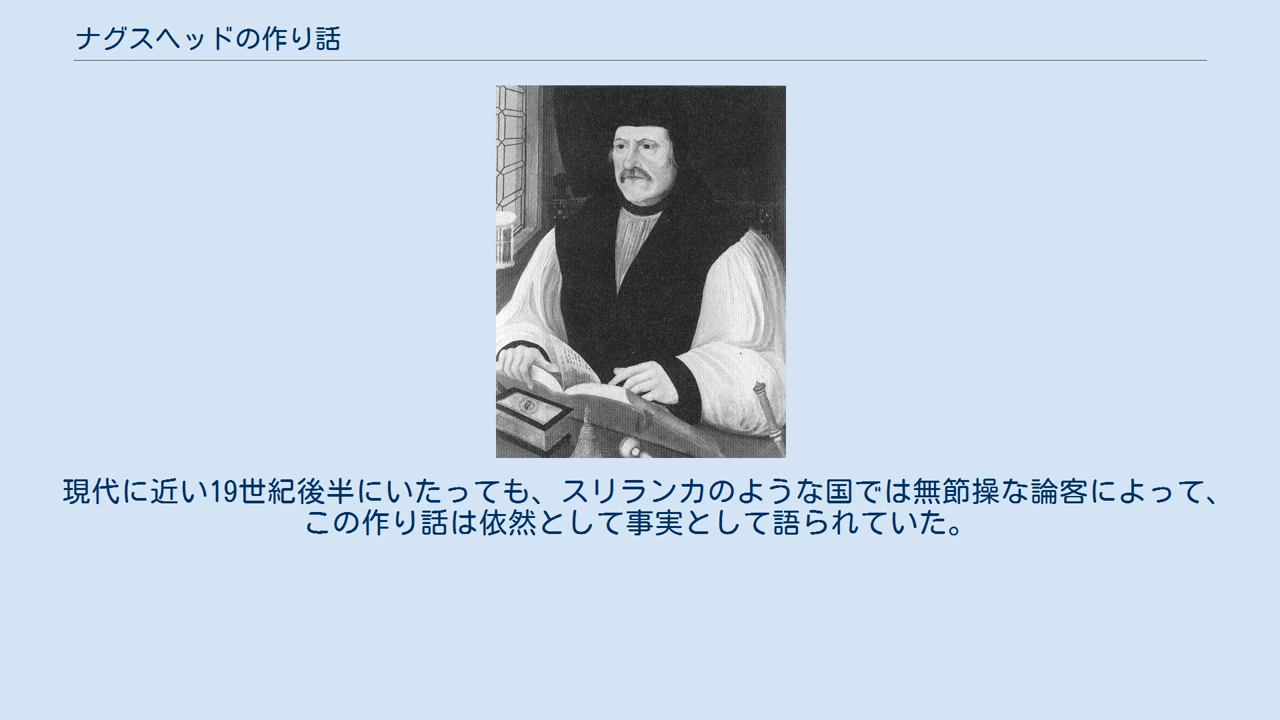 ナグスヘッドの作り話
現代に近い19世紀後半にいたっても、スリランカのような国では無節操な論客によって、
この作り話は依然として事実として語られていた。